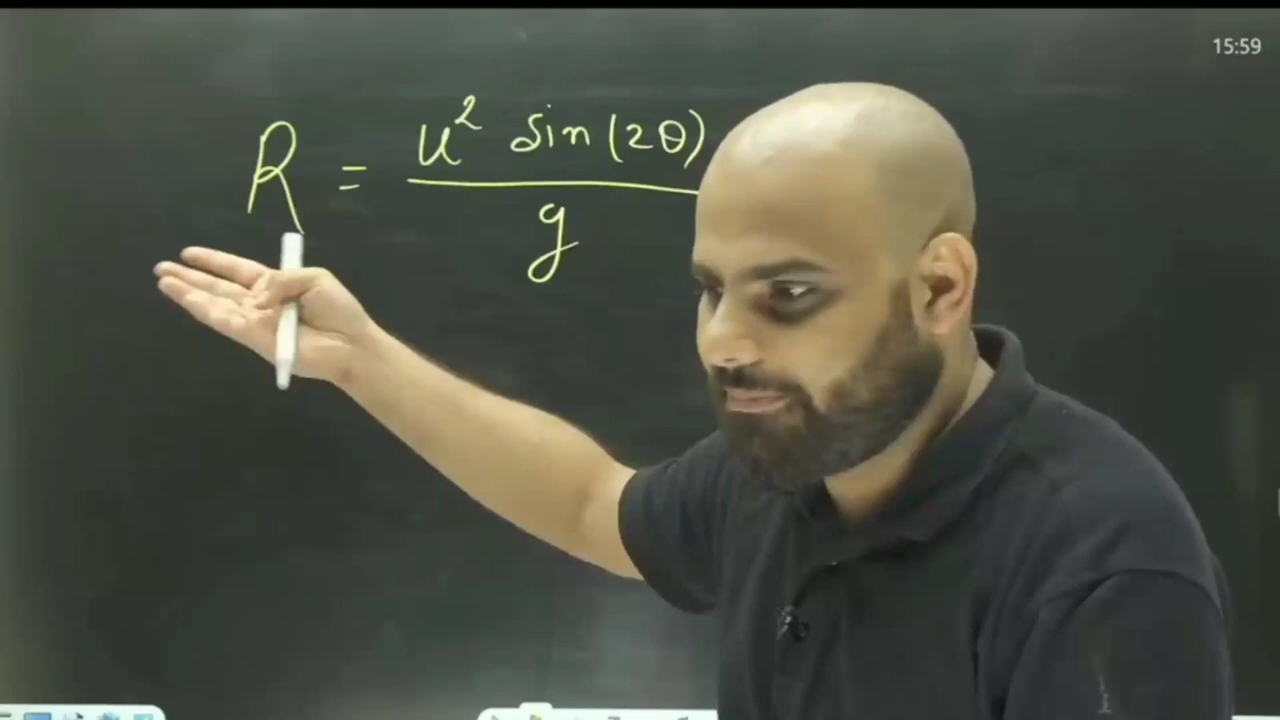 15:59
R = u² sin(2θ) / g